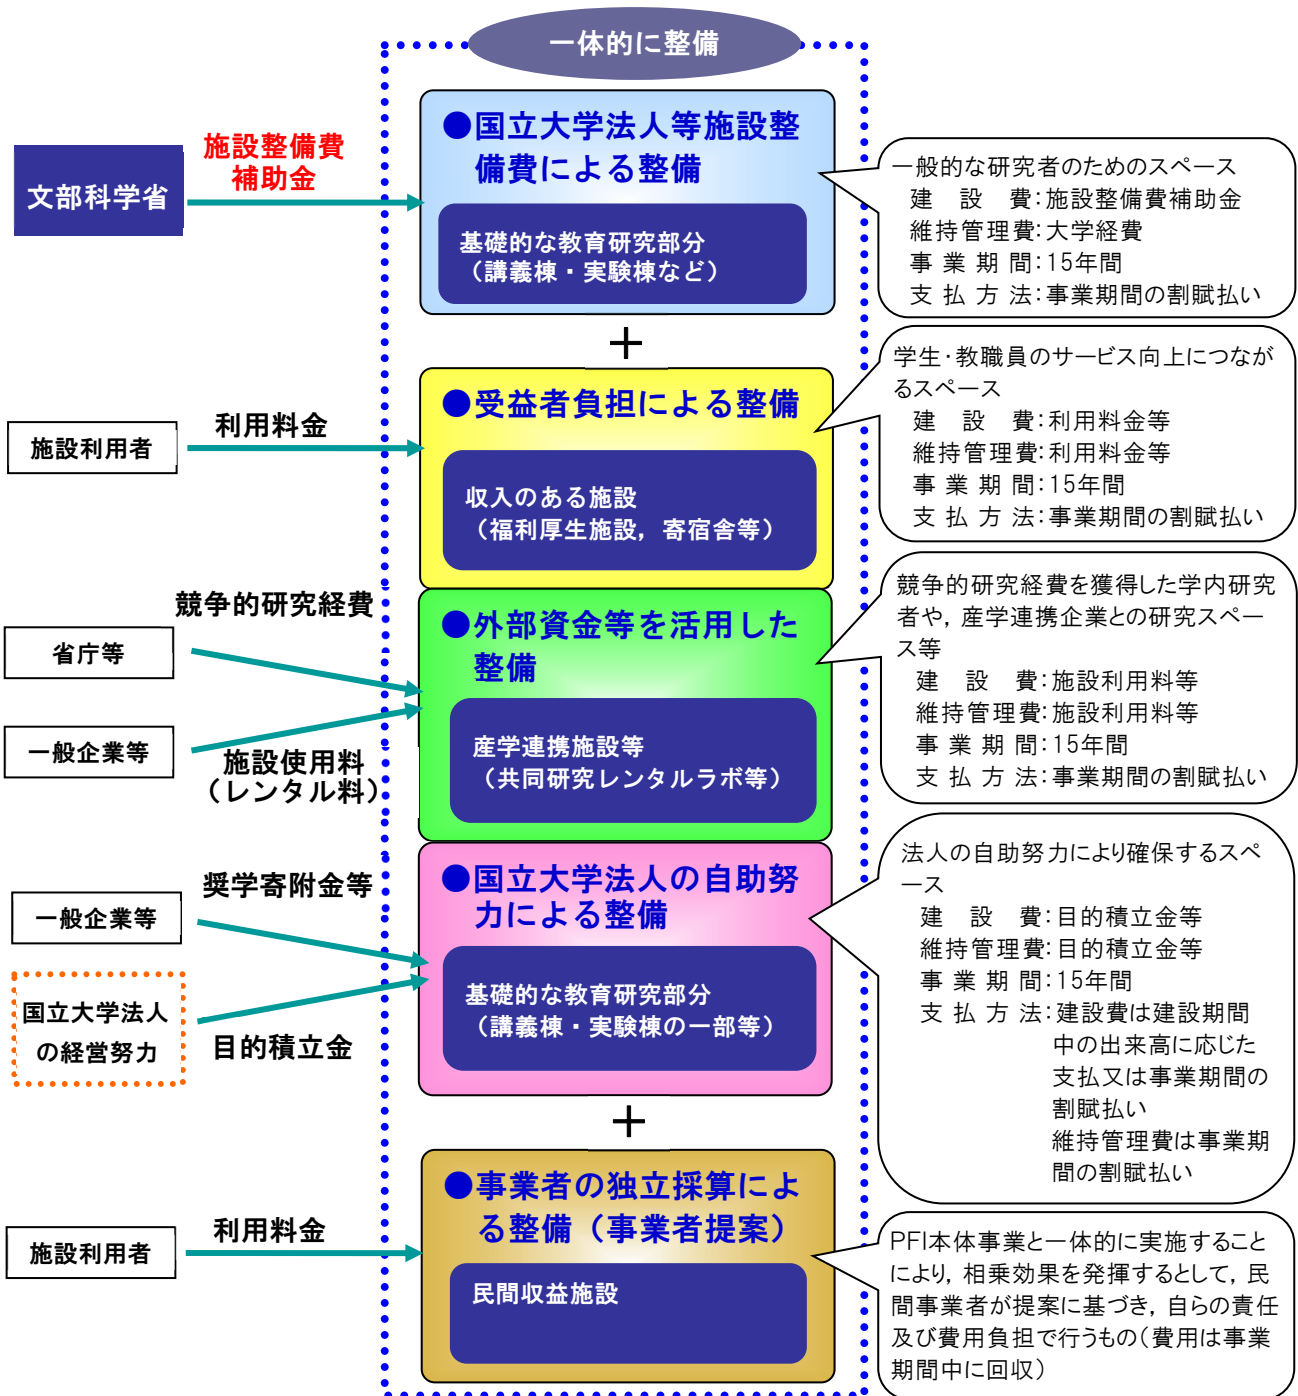 一体的に整備
文部科学省
施設整備費
補助金
●国立大学法人等施設整
備費による整備
基礎的な教育研究部分
（講義棟・実験棟など）
一般的な研究者のためのスペース
建　設　費：施設整備費補助金
維持管理費：大学経費
事 業 期 間：15年間
支 払 方 法：事業期間の割賦払い
＋
施設利用者
利用料金
●受益者負担による整備
収入のある施設
（福利厚生施設，寄宿舎等）
学生・教職員のサービス向上につなが
るスペース
建　設　費：利用料金等
維持管理費：利用料金等
事 業 期 間：15年間
支 払 方 法：事業期間の割賦払い
競争的研究経費
省庁等
一般企業等
施設使用料
（レンタル料）
●外部資金等を活用した
整備
産学連携施設等
（共同研究レンタルラボ等）
競争的研究経費を獲得した学内研究
者や，産学連携企業との研究スペー
ス等
建　設　費：施設利用料等
維持管理費：施設利用料等
事 業 期 間：15年間
支 払 方 法：事業期間の割賦払い
奨学寄附金等
一般企業等
国立大学法人
の経営努力
目的積立金
●国立大学法人の自助努
力による整備
基礎的な教育研究部分
（講義棟・実験棟の一部等）
法人の自助努力により確保するスペ
ース
建　設　費：目的積立金等
維持管理費：目的積立金等
事 業 期 間：15年間
支 払 方 法：建設費は建設期間
中の出来高に応じた
支払又は事業期間の
割賦払い
維持管理費は事業期
間の割賦払い
＋
施設利用者
利用料金
●事業者の独立採算によ
る整備（事業者提案）
民間収益施設
PFI本体事業と一体的に実施すること
により，相乗効果を発揮するとして，民
間事業者が提案に基づき，自らの責任
及び費用負担で行うもの（費用は事業
期間中に回収）